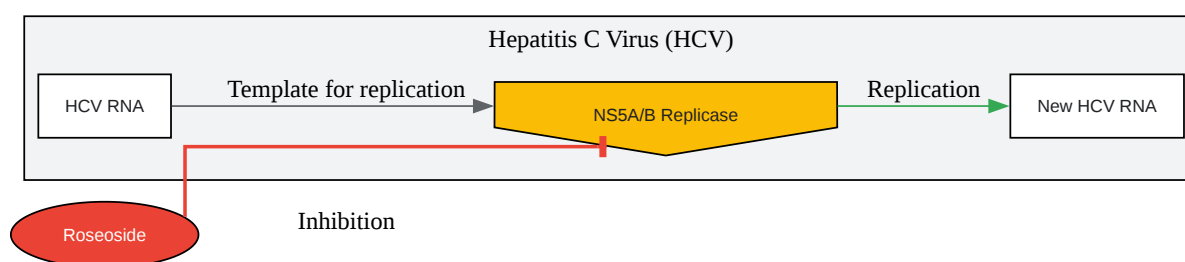 Hepatitis C Virus (HCV)
HCV RNA
Template for replication
NS5A/B Replicase
Replication
New HCV RNA
Roseoside
Inhibition